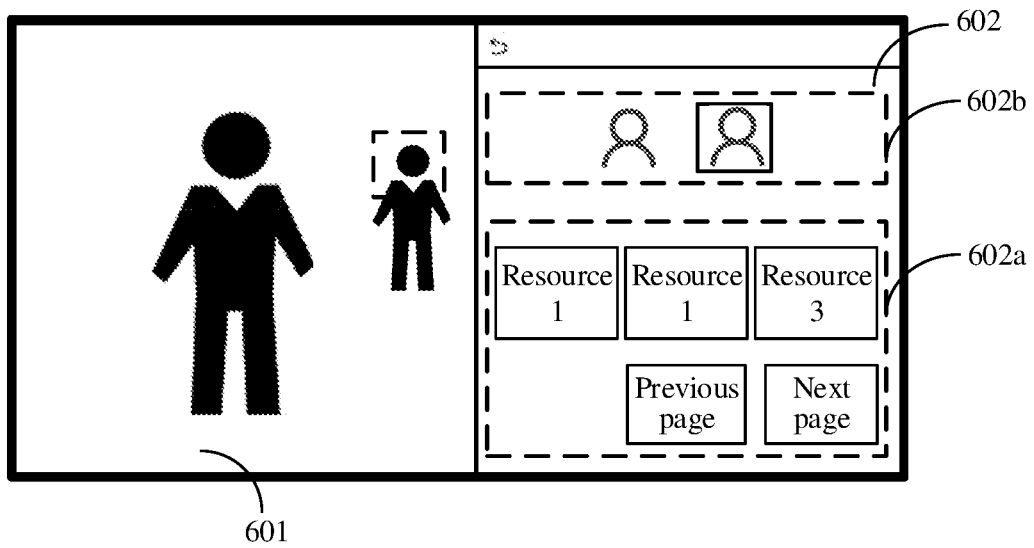 602
602b
602a
Resource
1
Resource
1
Resource
3
Previous
page
Next
page
601